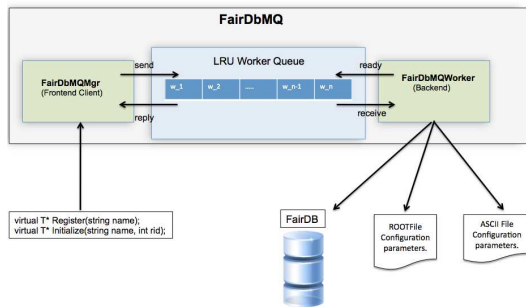 FairDbMQ
send
LRU Worker Queue
ready
FairDbMQMgr
(Frontend Client)
w_1
w_2
....
w_n-1
w_n
FairDbMQWorker
(Backend)
reply
receive
virtual T* Register(string name);
virtual T* Initialize(string name, int rid);
FairDB
ROOTFile
Configuration
parameters.
ASCII File
Configuration
parameters.